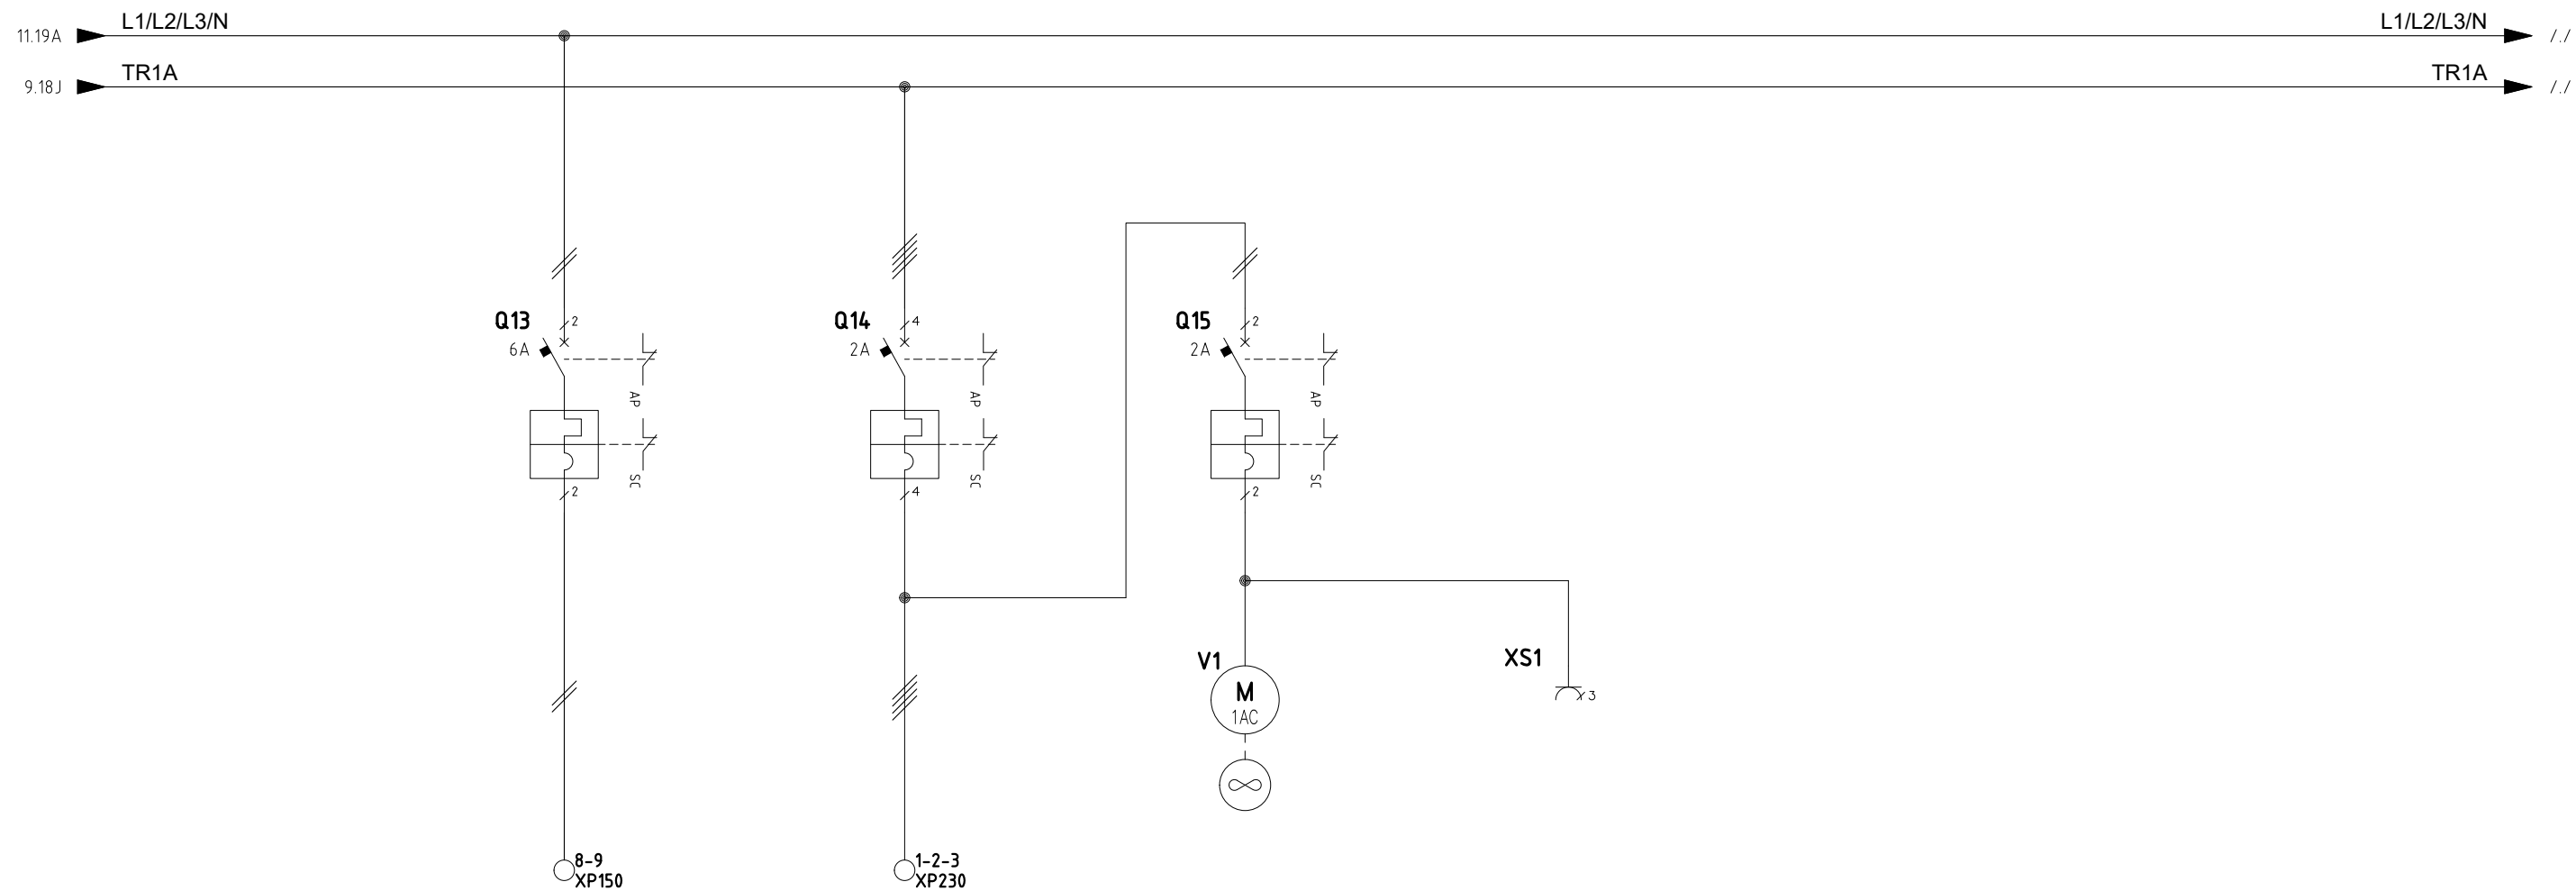 11.19A L1/L2/L3/N L1/L2/L3/N /./
9.18J TR1A TR1A /./
Q13 2 Q14 4 Q15 2
6A 2A 2A
AP AP AP
SC SC SC
2 4 2
V1 XS1
M
3
1AC
8-9 1-2-3
XP150 XP230